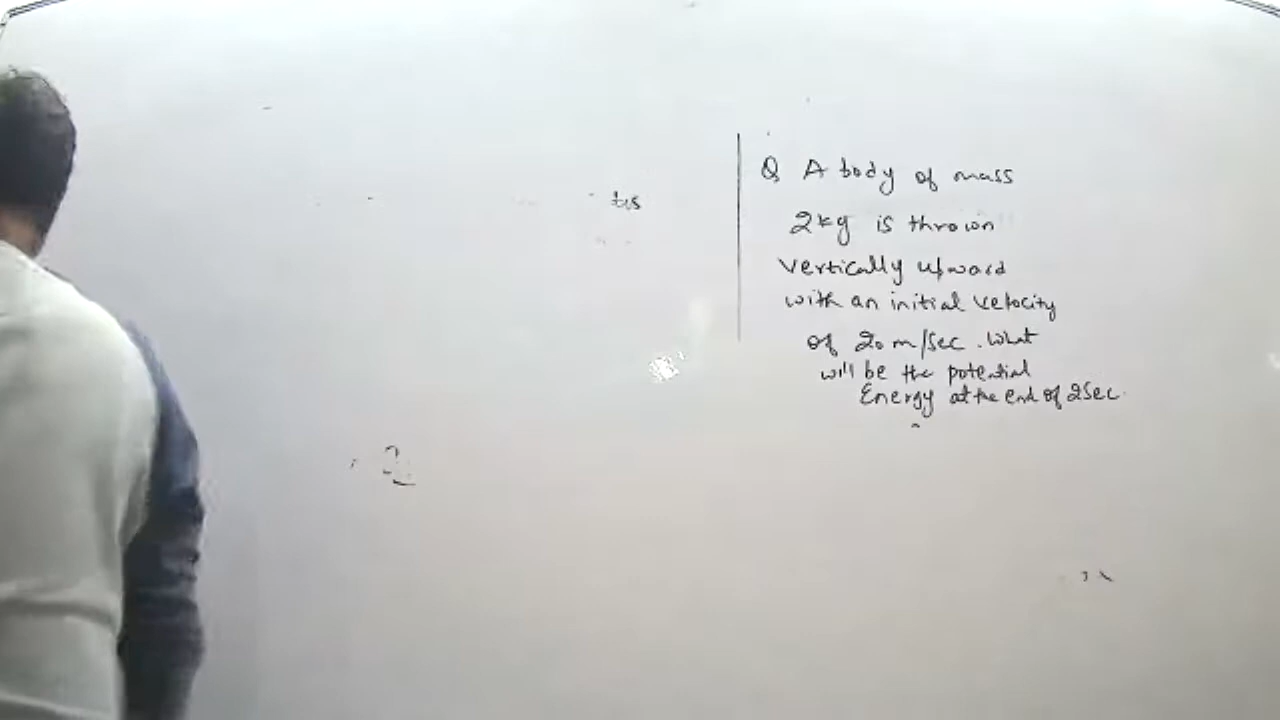 Q A body of mass
2kg is thrown
vertically upward
with an initial velocity
of 20 m/sec. What
will be the potential
Energy at the end of 2sec.